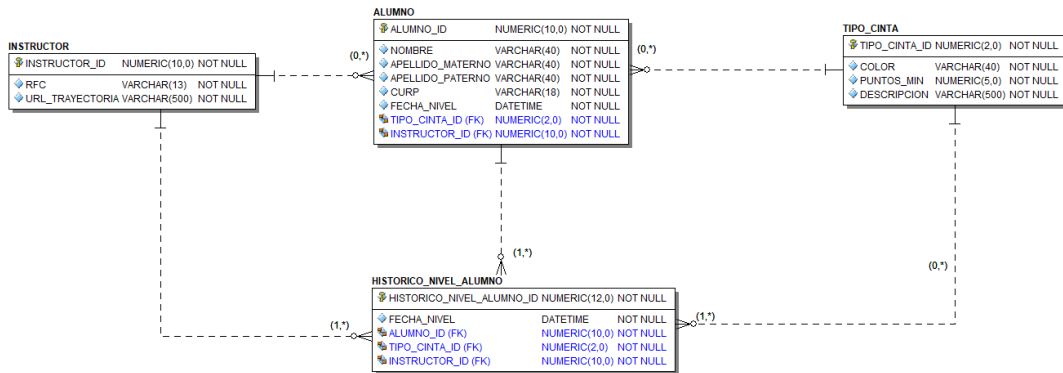 ALUMNO
ALUMNO_ID NUMERIC(10,0) NOT NULL
NOMBRE VARCHAR(40) NOT NULL
APELLIDO_MATERNO VARCHAR(40) NOT NULL
APELLIDO_PATERNO VARCHAR(40) NOT NULL
CURP VARCHAR(18) NOT NULL
FECHA_NIVEL DATETIME NOT NULL
TIPO_CINTA_ID (FK) NUMERIC(2,0) NOT NULL
INSTRUCTOR_ID (FK) NUMERIC(10,0) NOT NULL
INSTRUCTOR
INSTRUCTOR_ID NUMERIC(10,0) NOT NULL
RFC VARCHAR(13) NOT NULL
URL_TRAYECTORIA VARCHAR(500) NOT NULL
(0,*)
(0,*)
TIPO_CINTA
TIPO_CINTA_ID NUMERIC(2,0) NOT NULL
COLOR VARCHAR(40) NOT NULL
PUNTOS_MIN NUMERIC(5,0) NOT NULL
DESCRIPCION VARCHAR(500) NOT NULL
(1,*)
(0,*)
HISTORICO_NIVEL_ALUMNO
HISTORICO_NIVEL_ALUMNO_ID NUMERIC(12,0) NOT NULL
FECHA_NIVEL DATETIME NOT NULL
ALUMNO_ID (FK) NUMERIC(10,0) NOT NULL
TIPO_CINTA_ID (FK) NUMERIC(2,0) NOT NULL
INSTRUCTOR_ID (FK) NUMERIC(10,0) NOT NULL
(1,*)
(1,*)